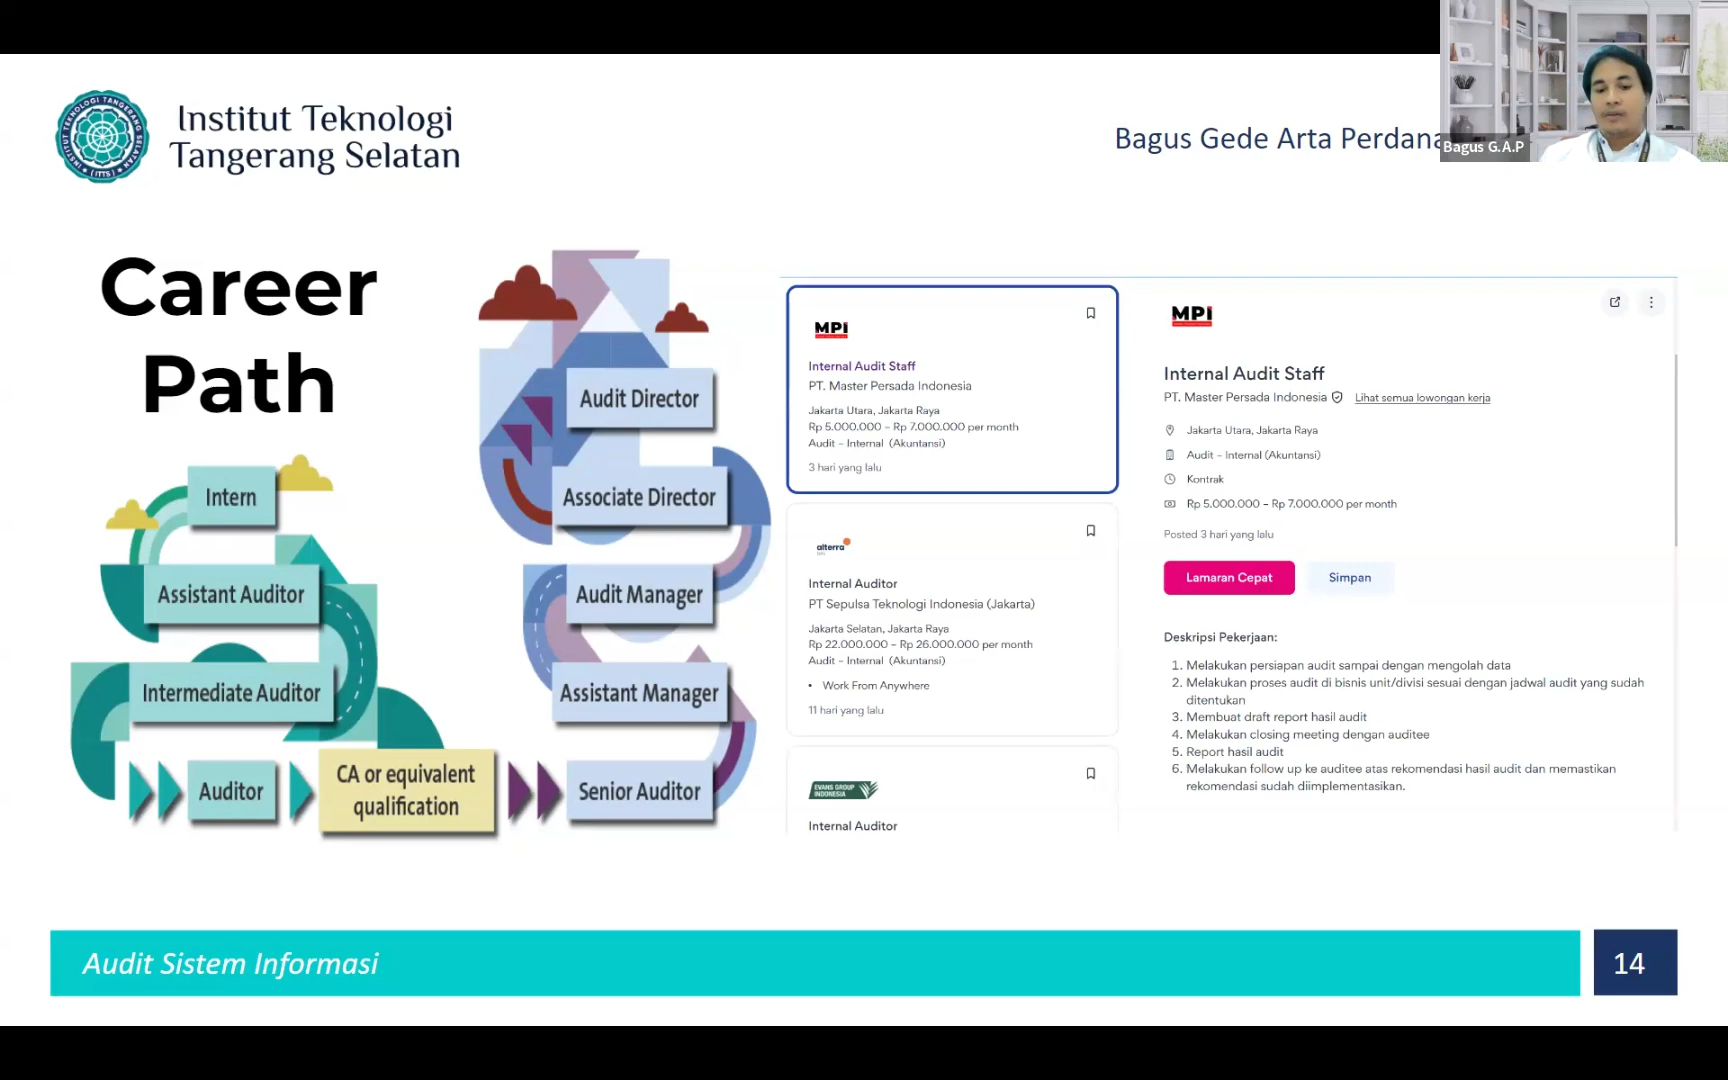 Institut Teknologi
Tangerang Selatan
INSTITUT TEKNOLOGI TANGERANG SELATAN
(ITTS)
Bagus Gede Arta Perdana
Bagus G.A.P
Career
Path
Intern
Assistant Auditor
Intermediate Auditor
Auditor
CA or equivalent
qualification
Senior Auditor
Assistant Manager
Audit Manager
Associate Director
Audit Director
MPI
Internal Audit Staff
PT. Master Persada Indonesia
Jakarta Utara, Jakarta Raya
Rp 5.000.000 – Rp 7.000.000 per month
Audit – Internal (Akuntansi)
3 hari yang lalu
alterra
Internal Auditor
PT Sepulsa Teknologi Indonesia (Jakarta)
Jakarta Selatan, Jakarta Raya
Rp 22.000.000 – Rp 26.000.000 per month
Audit – Internal (Akuntansi)
• Work From Anywhere
11 hari yang lalu
EVANS GROUP
INDONESIA
Internal Auditor
MPI
Internal Audit Staff
PT. Master Persada Indonesia Lihat semua lowongan kerja
Jakarta Utara, Jakarta Raya
Audit – Internal (Akuntansi)
Kontrak
Rp 5.000.000 – Rp 7.000.000 per month
Posted 3 hari yang lalu
Lamaran Cepat Simpan
Deskripsi Pekerjaan:
1. Melakukan persiapan audit sampai dengan mengolah data
2. Melakukan proses audit di bisnis unit/divisi sesuai dengan jadwal audit yang sudah
ditentukan
3. Membuat draft report hasil audit
4. Melakukan closing meeting dengan auditee
5. Report hasil audit
6. Melakukan follow up ke auditee atas rekomendasi hasil audit dan memastikan
rekomendasi sudah diimplementasikan.
Audit Sistem Informasi
14